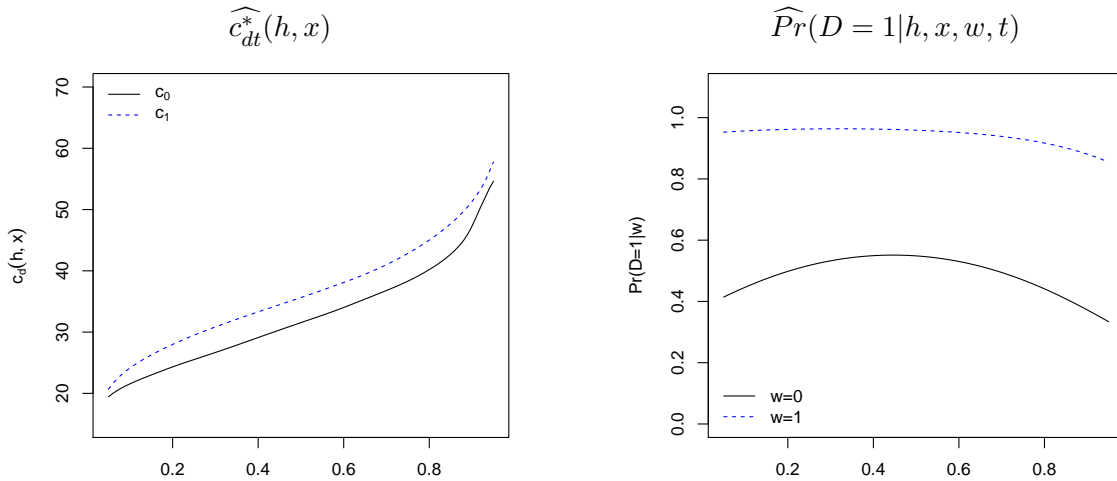 $\widehat{c^*_{dt}}(h, x)$
70
60
50
40
30
20
c_d(h, x)
c_0
c_1
0.2 0.4 0.6 0.8
$\widehat{Pr}(D = 1|h, x, w, t)$
1.0
0.8
0.6
0.4
0.2
0.0
Pr(D=1|w)
w=0
w=1
0.2 0.4 0.6 0.8